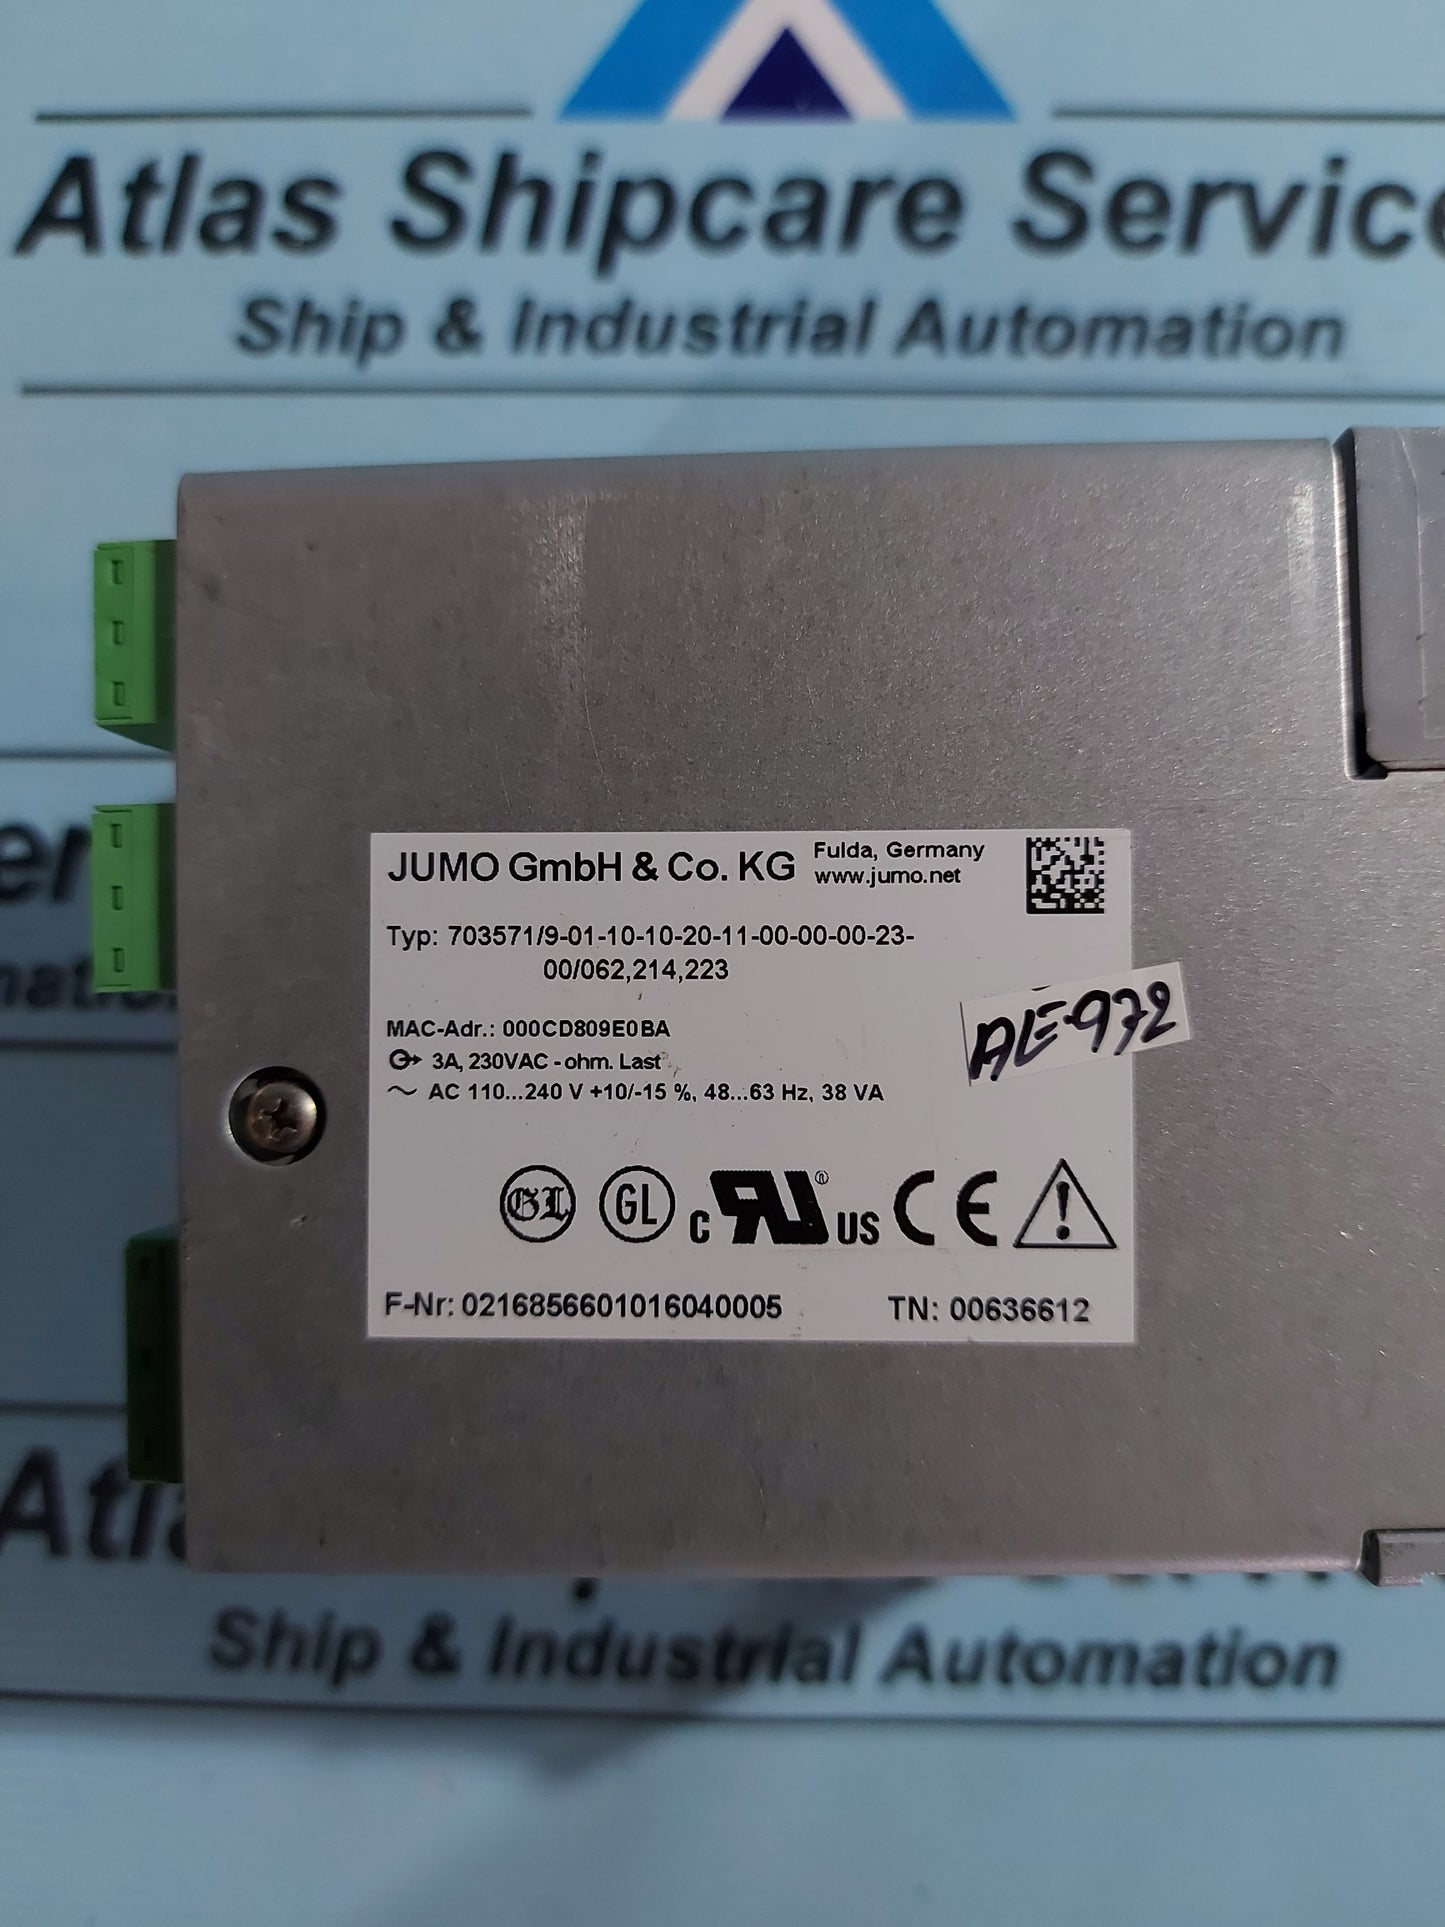 Atlas Shipcare Service
Ship & Industrial Automation
JUMO GmbH & Co. KG
Fulda, Germany
www.jumo.net
Typ: 703571/9-01-10-10-20-11-00-00-00-23-
00/062,214,223
MAC-Adr.: 000CD809E0BA
3A, 230VAC - ohm. Last
~ AC 110...240 V +10/-15 %, 48...63 Hz, 38 VA
AE-972
GL GL c RU ® US CE !
F-Nr: 0216856601016040005
TN: 00636612
Ship & Industrial Automation